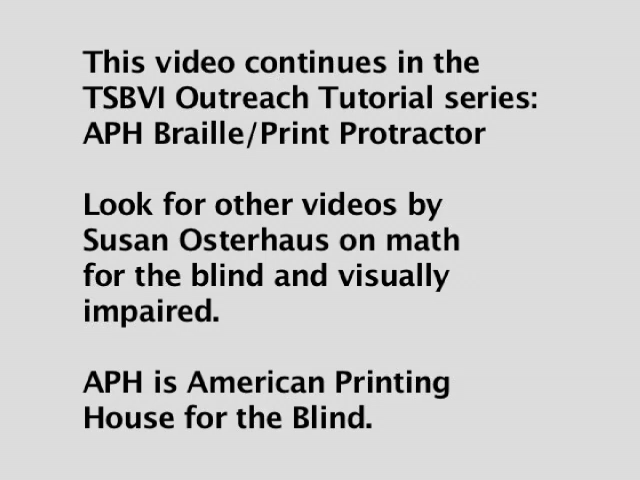 This video continues in the
TSBVI Outreach Tutorial series:
APH Braille/Print Protractor
Look for other videos by
Susan Osterhaus on math
for the blind and visually
impaired.
APH is American Printing
House for the Blind.